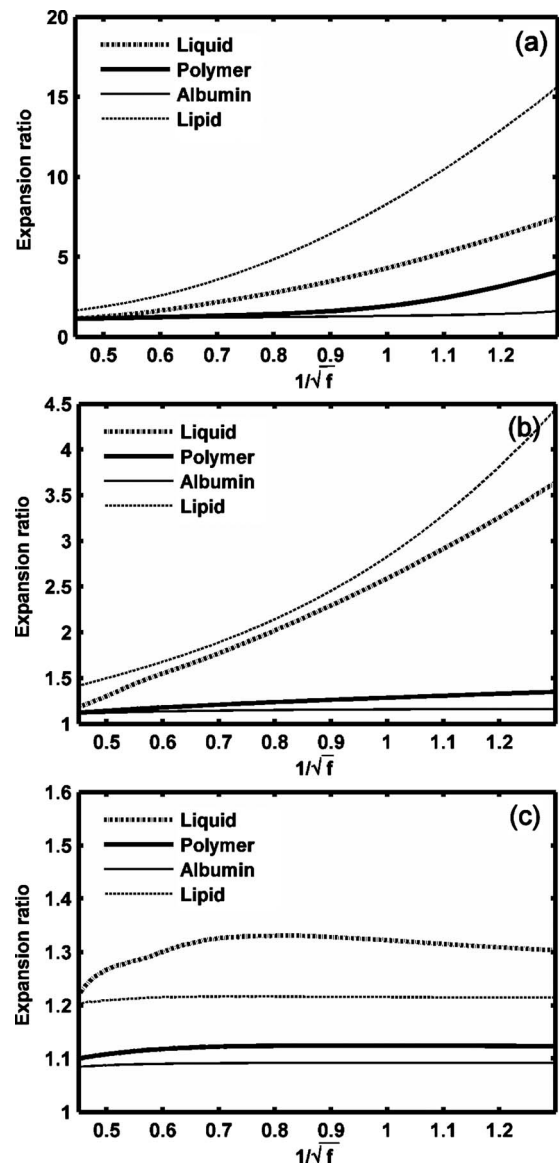 20
(a)
Liquid
Polymer
15
Albumin
Lipid
Expansion ratio
10
5
0
0.5 0.6 0.7 0.8 0.9 1 1.1 1.2
1/√f
4.5
(b)
Liquid
4
Polymer
Albumin
3.5
Lipid
Expansion ratio
3
2.5
2
1.5
1
0.5 0.6 0.7 0.8 0.9 1 1.1 1.2
1/√f
1.6
(c)
Liquid
Polymer
1.5
Albumin
Lipid
Expansion ratio
1.4
1.3
1.2
1.1
1
0.5 0.6 0.7 0.8 0.9 1 1.1 1.2
1/√f